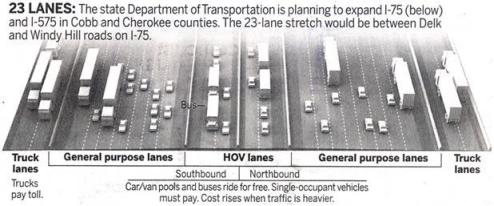 23 LANES: The state Department of Transportation is planning to expand I-75 (below)
and I-575 in Cobb and Cherokee counties. The 23-lane stretch would be between Delk
and Windy Hill roads on I-75.
Bus
Truck lanes
General purpose lanes
HOV lanes
General purpose lanes
Truck lanes
Trucks pay toll.
Southbound
Northbound
Car/van pools and buses ride for free. Single-occupant vehicles
must pay. Cost rises when traffic is heavier.